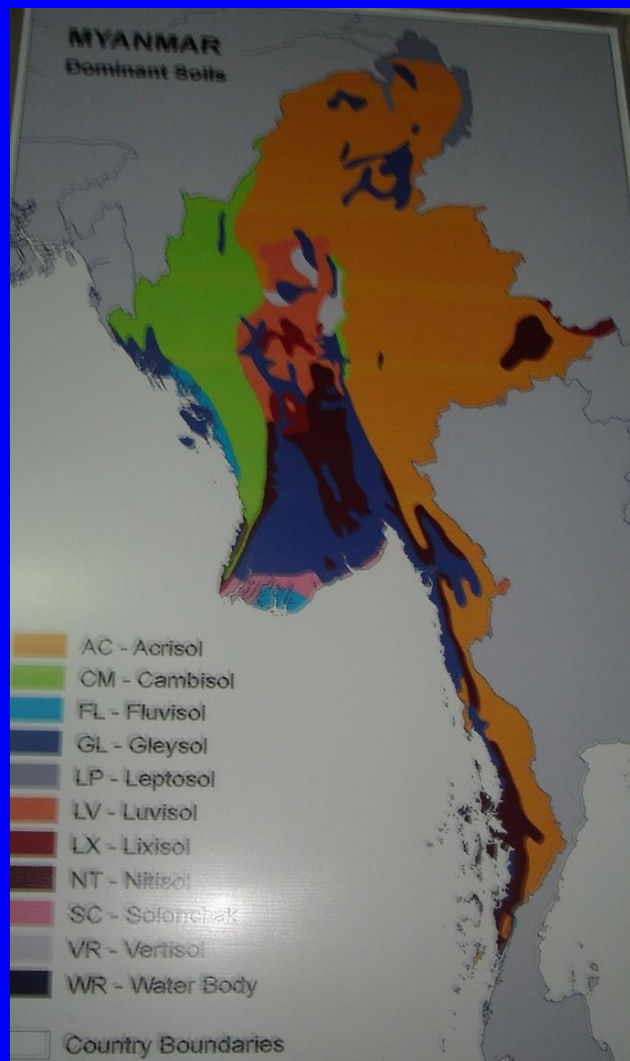 MYANMAR
Dominant Soils
AC - Acrisol
CM - Cambisol
FL - Fluvisol
GL - Gleysol
LP - Leptosol
LV - Luvisol
LX - Lixisol
NT - Nitisol
SC - Solonchak
VR - Vertisol
WR - Water Body
Country Boundaries